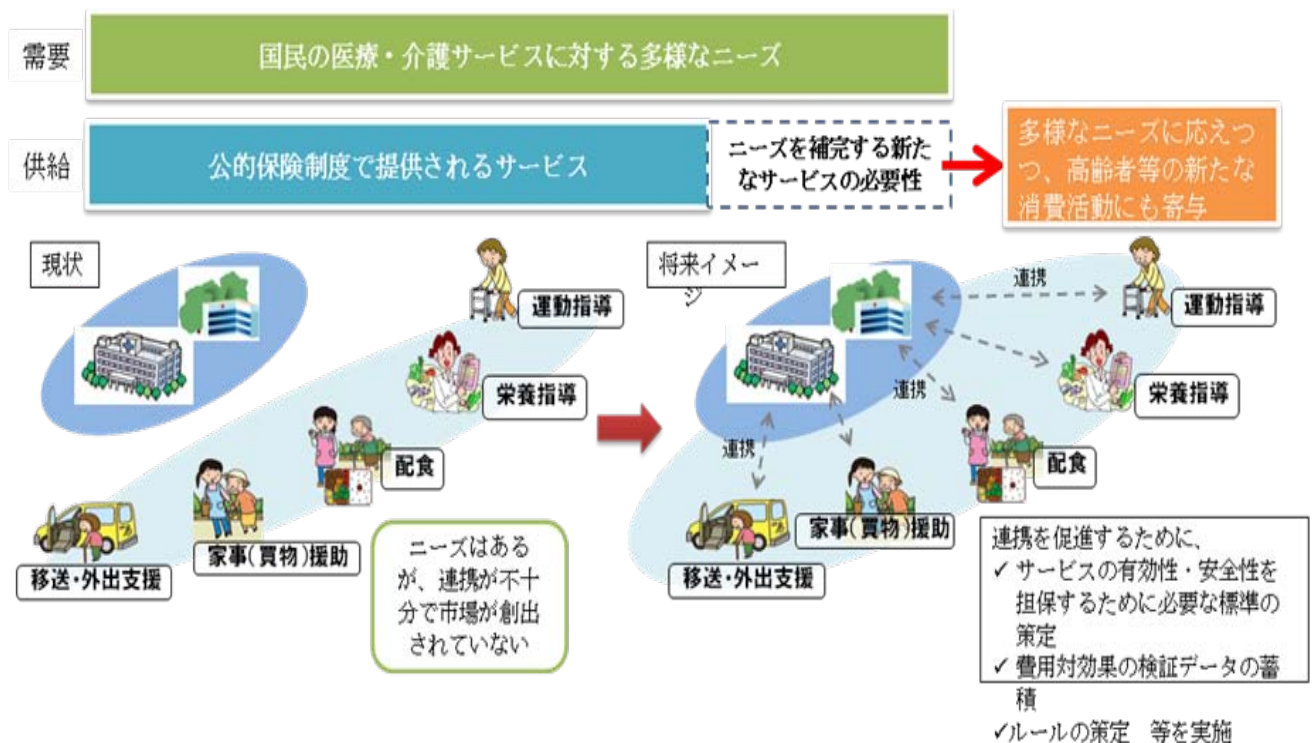 需要
国民の医療・介護サービスに対する多様なニーズ
供給
公的保険制度で提供されるサービス
ニーズを補完する新た
なサービスの必要性
多様なニーズに応えつ
つ、高齢者等の新たな
消費活動にも寄与
現状
運動指導
栄養指導
配食
家事(買物)援助
移送・外出支援
ニーズはある
が、連携が不十
分で市場が創出
されていない
将来イメー
ジ
連携
運動指導
栄養指導
連携
配食
連携
家事(買物)援助
移送・外出支援
連携を促進するために、
✓ サービスの有効性・安全性を
担保するために必要な標準の
策定
✓ 費用対効果の検証データの蓄
積
✓ルールの策定 等を実施